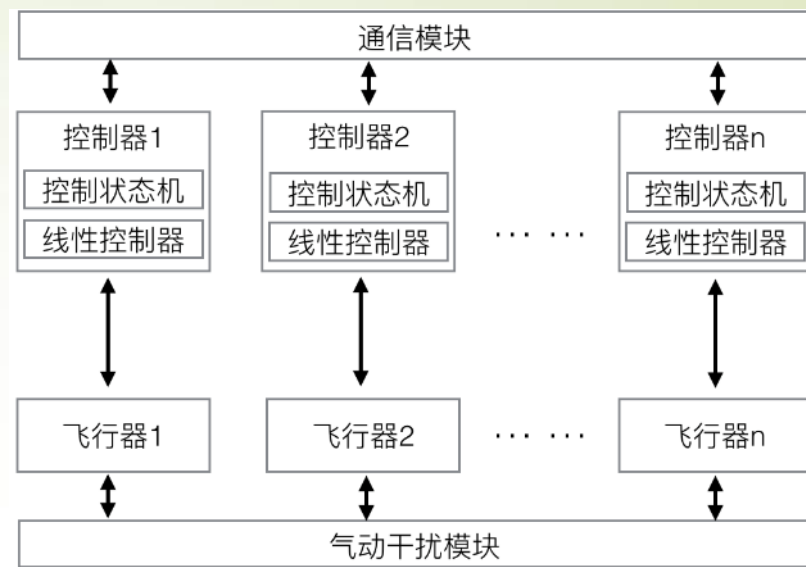 通信模块
控制器1
控制状态机
线性控制器
控制器2
控制状态机
线性控制器
... ...
控制器n
控制状态机
线性控制器
飞行器1
飞行器2
... ...
飞行器n
气动干扰模块